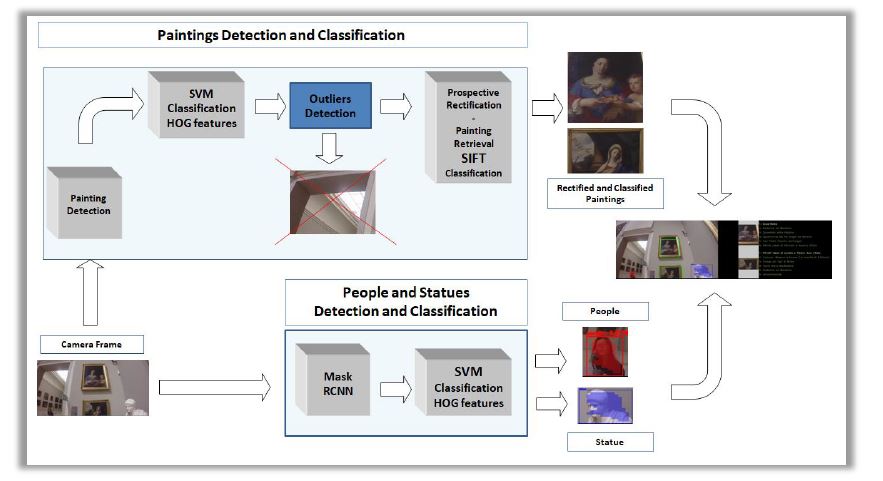 Paintings Detection and Classification
SVM
Classification
HOG features
Outliers
Detection
Prospective
Rectification
-
Painting
Retrieval
SIFT
Classification
Painting
Detection
Rectified and Classified
Paintings
People and Statues
Detection and Classification
People
Camera Frame
Mask
RCNN
SVM
Classification
HOG features
Statue